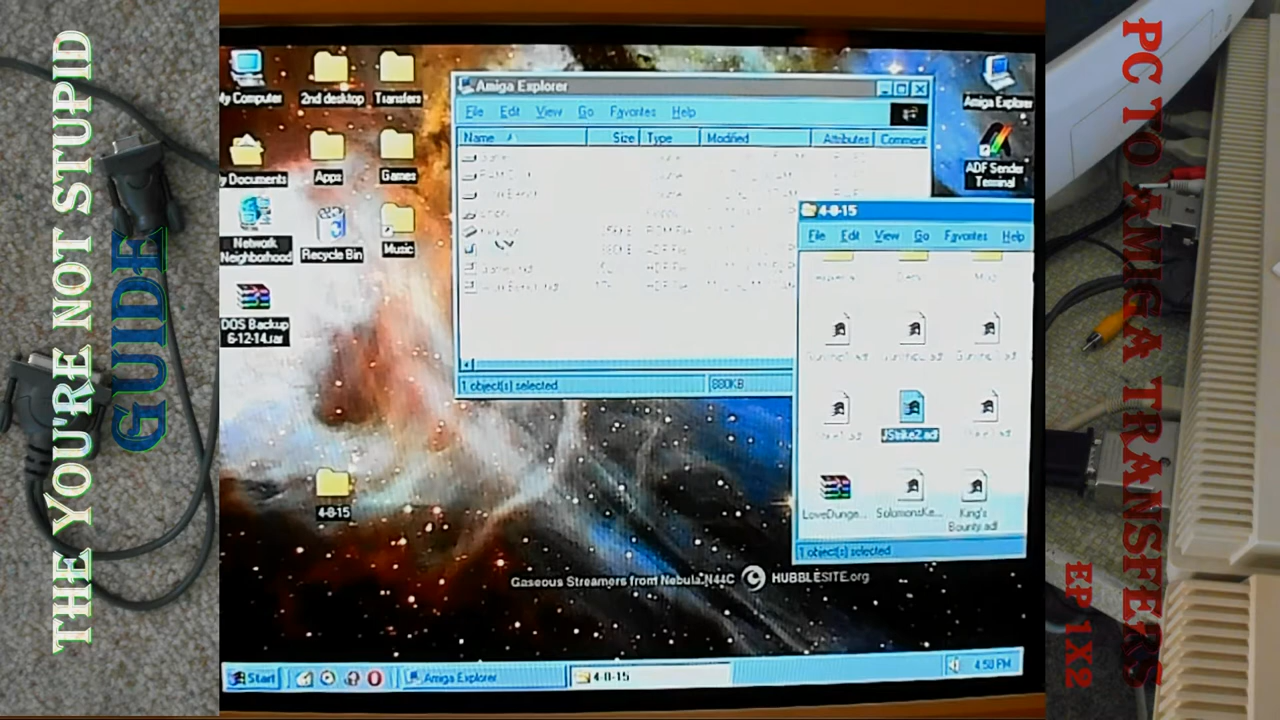 THE YOU'RE NOT STUPID
GUIDE
PC TO AMIGA TRANSFERS
EP 1X2
My Computer
2nd desktop
Transfers
My Documents
Apps
Games
Network
Neighborhood
Recycle Bin
Music
DOS Backup
6-12-14.rar
4-8-15
Amiga Explorer
ADF Sender
Terminal
Amiga Explorer
File Edit View Go Favorites Help
Name Size Type Modified Attributes Comment
1 object(s) selected 880KB
4-8-15
File Edit View Go Favorites Help
JStrike2.adf
LoveDunge... SolomonsKe... King's
Bounty.adf
1 object(s) selected
Gaseous Streamers from Nebula N44C HUBBLESITE.org
Start Amiga Explorer 4-8-15 4:50 PM